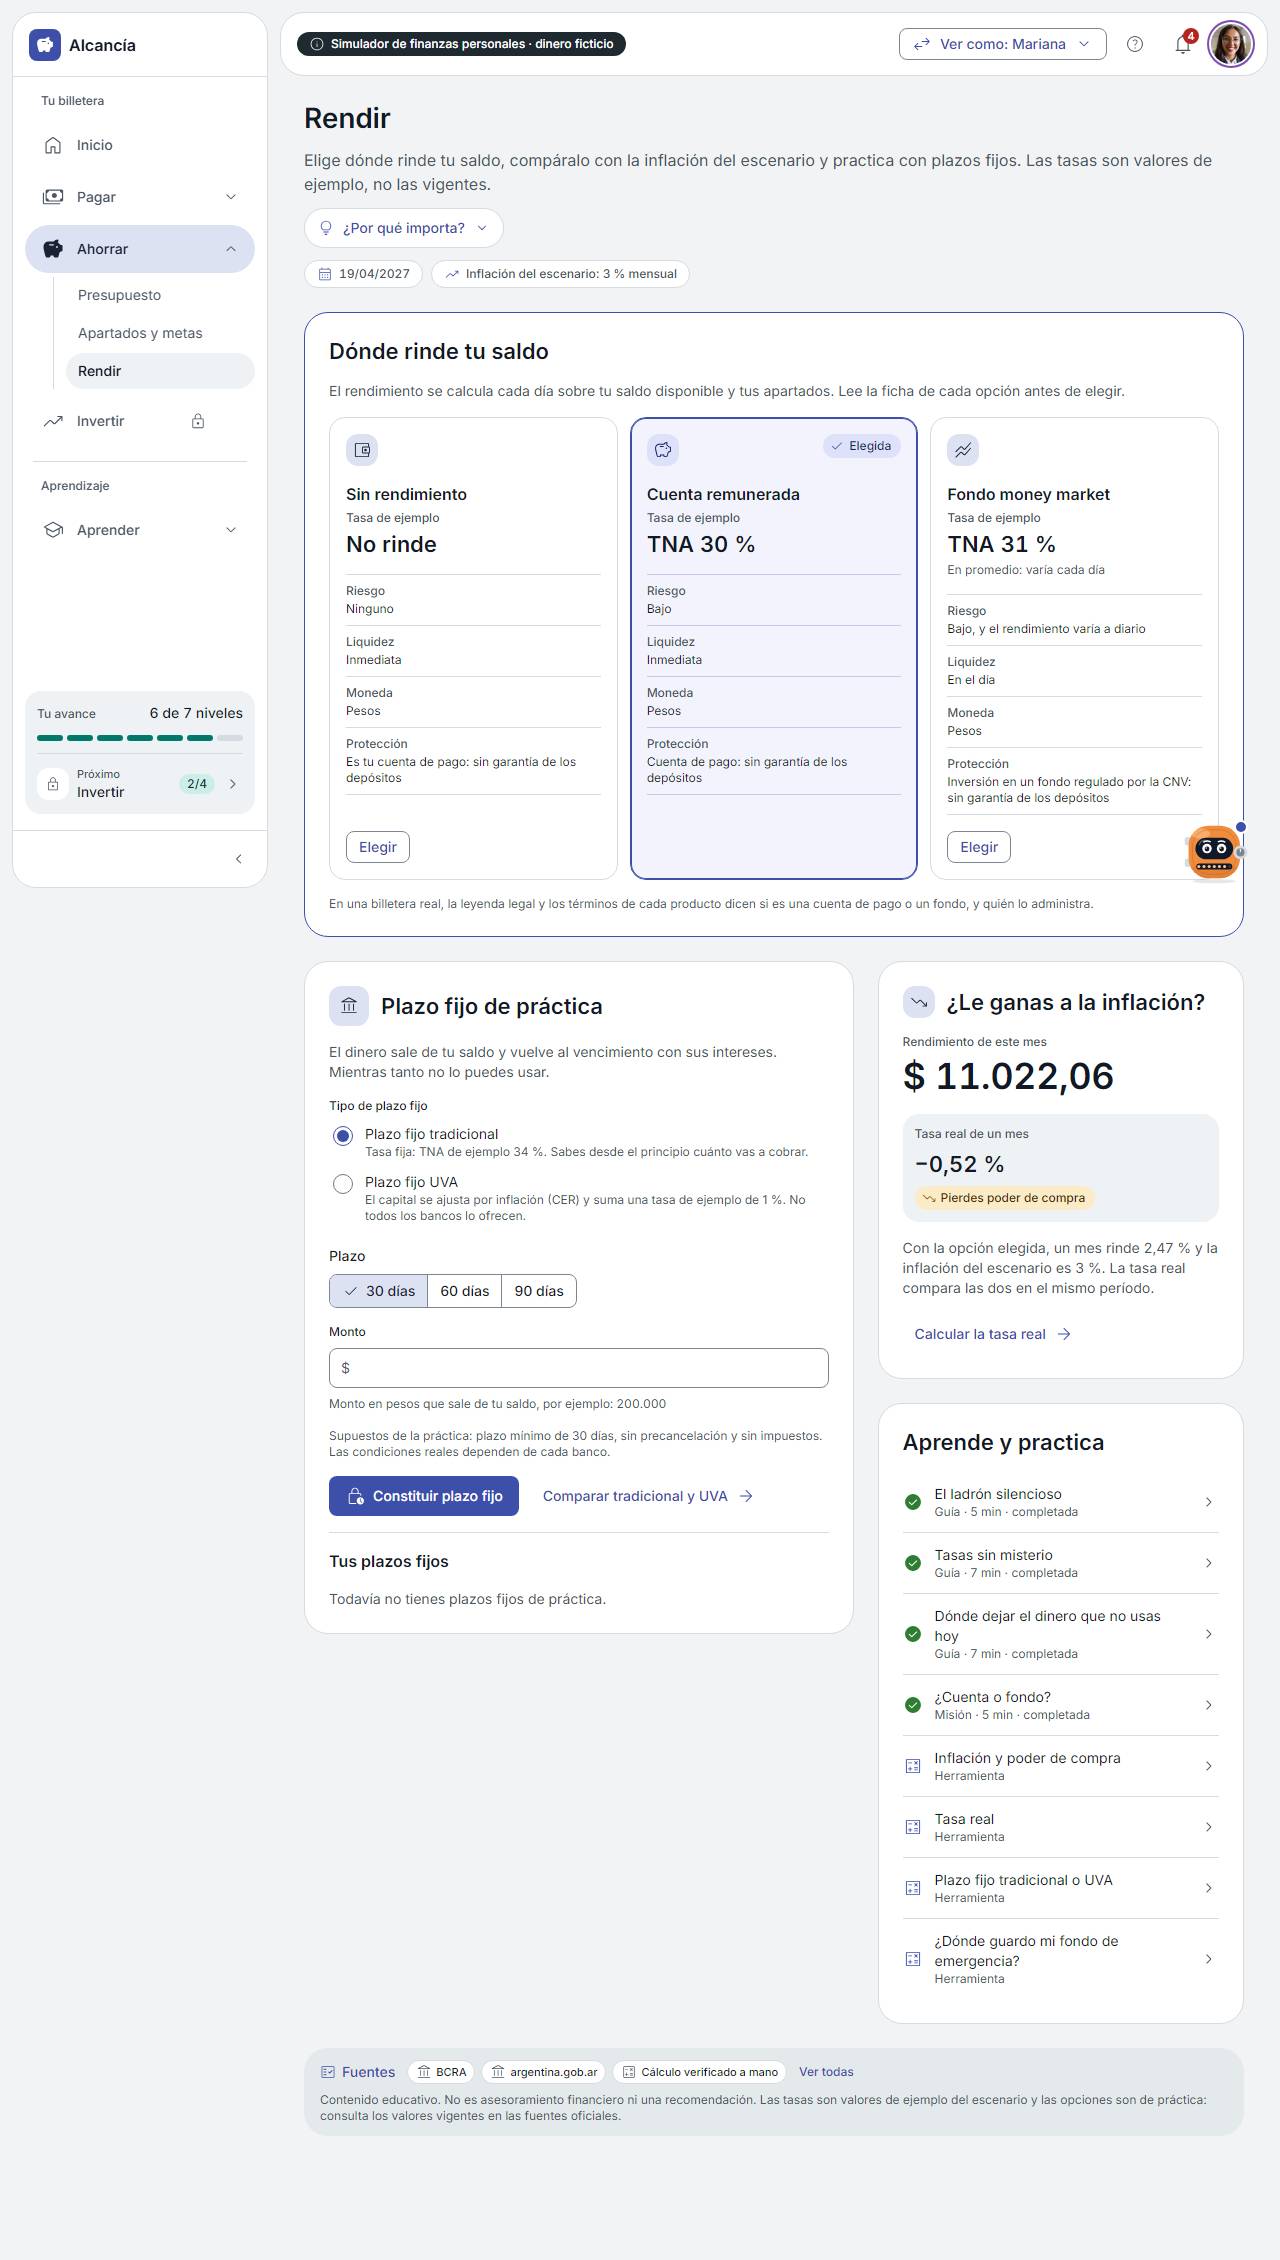 Alcancía
Simulador de finanzas personales · dinero ficticio
Ver como: Mariana
4
Tu billetera
Inicio
Pagar
Ahorrar
Presupuesto
Apartados y metas
Rendir
Invertir
Aprendizaje
Aprender
Tu avance
6 de 7 niveles
Próximo
Invertir
2/4
Rendir
Elige dónde rinde tu saldo, compáralo con la inflación del escenario y practica con plazos fijos. Las tasas son valores de
ejemplo, no las vigentes.
¿Por qué importa?
19/04/2027
Inflación del escenario: 3 % mensual
Dónde rinde tu saldo
El rendimiento se calcula cada día sobre tu saldo disponible y tus apartados. Lee la ficha de cada opción antes de elegir.
Sin rendimiento
Tasa de ejemplo
No rinde
Riesgo
Ninguno
Liquidez
Inmediata
Moneda
Pesos
Protección
Es tu cuenta de pago: sin garantía de los
depósitos
Elegir
Elegida
Cuenta remunerada
Tasa de ejemplo
TNA 30 %
Riesgo
Bajo
Liquidez
Inmediata
Moneda
Pesos
Protección
Cuenta de pago: sin garantía de los
depósitos
Fondo money market
Tasa de ejemplo
TNA 31 %
En promedio: varía cada día
Riesgo
Bajo, y el rendimiento varía a diario
Liquidez
En el día
Moneda
Pesos
Protección
Inversión en un fondo regulado por la CNV:
sin garantía de los depósitos
Elegir
En una billetera real, la leyenda legal y los términos de cada producto dicen si es una cuenta de pago o un fondo, y quién lo administra.
Plazo fijo de práctica
El dinero sale de tu saldo y vuelve al vencimiento con sus intereses.
Mientras tanto no lo puedes usar.
Tipo de plazo fijo
Plazo fijo tradicional
Tasa fija: TNA de ejemplo 34 %. Sabes desde el principio cuánto vas a cobrar.
Plazo fijo UVA
El capital se ajusta por inflación (CER) y suma una tasa de ejemplo de 1 %. No
todos los bancos lo ofrecen.
Plazo
30 días
60 días
90 días
Monto
$
Monto en pesos que sale de tu saldo, por ejemplo: 200.000
Supuestos de la práctica: plazo mínimo de 30 días, sin precancelación y sin impuestos.
Las condiciones reales dependen de cada banco.
Constituir plazo fijo
Comparar tradicional y UVA
Tus plazos fijos
Todavía no tienes plazos fijos de práctica.
¿Le ganas a la inflación?
Rendimiento de este mes
$ 11.022,06
Tasa real de un mes
−0,52 %
Pierdes poder de compra
Con la opción elegida, un mes rinde 2,47 % y la
inflación del escenario es 3 %. La tasa real
compara las dos en el mismo período.
Calcular la tasa real
Aprende y practica
El ladrón silencioso
Guía · 5 min · completada
Tasas sin misterio
Guía · 7 min · completada
Dónde dejar el dinero que no usas
hoy
Guía · 7 min · completada
¿Cuenta o fondo?
Misión · 5 min · completada
Inflación y poder de compra
Herramienta
Tasa real
Herramienta
Plazo fijo tradicional o UVA
Herramienta
¿Dónde guardo mi fondo de
emergencia?
Herramienta
Fuentes
BCRA
argentina.gob.ar
Cálculo verificado a mano
Ver todas
Contenido educativo. No es asesoramiento financiero ni una recomendación. Las tasas son valores de ejemplo del escenario y las opciones son de práctica:
consulta los valores vigentes en las fuentes oficiales.